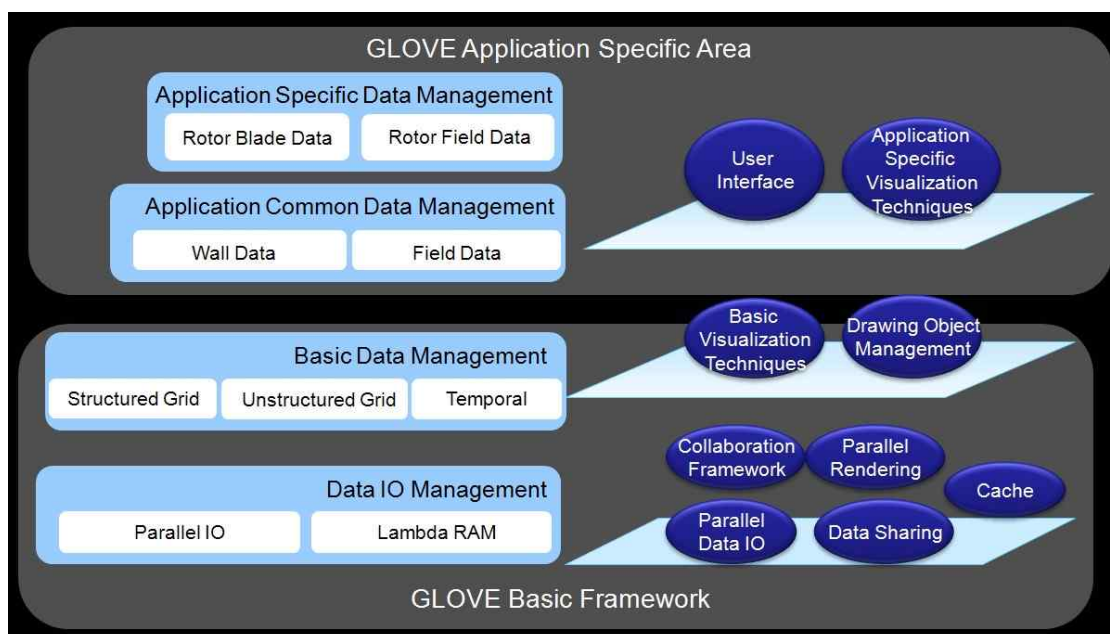 GLOVE Application Specific Area
Application Specific Data Management
Rotor Blade Data
Rotor Field Data
Application Common Data Management
Wall Data
Field Data
User
Interface
Application
Specific
Visualization
Techniques
Basic Data Management
Structured Grid
Unstructured Grid
Temporal
Basic
Visualization
Techniques
Drawing Object
Management
Data IO Management
Parallel IO
Lambda RAM
Collaboration
Framework
Parallel
Rendering
Cache
Parallel
Data IO
Data Sharing
GLOVE Basic Framework